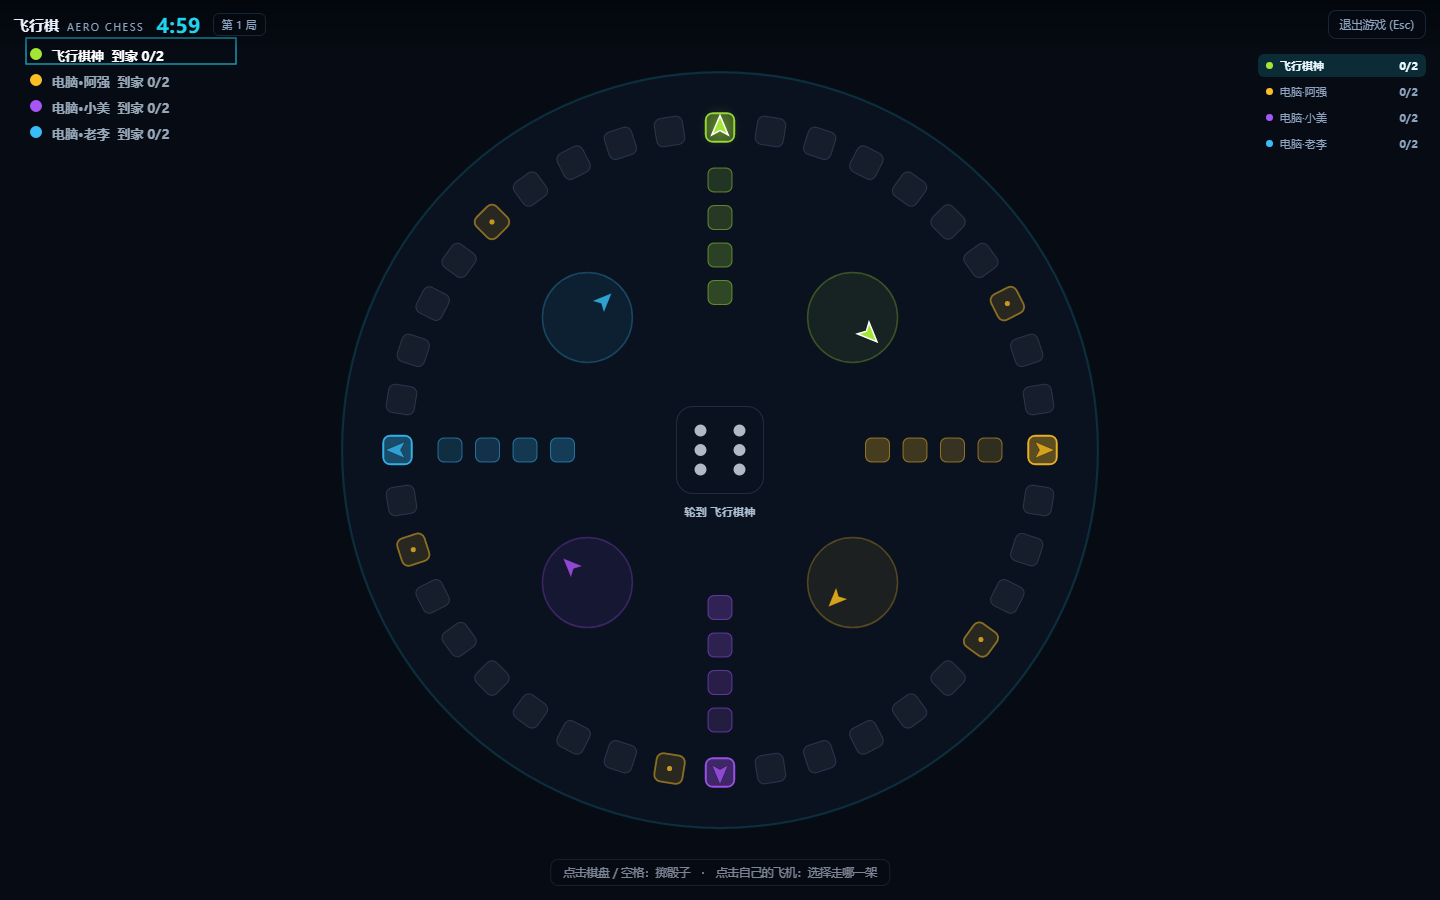 飞行棋 AERO CHESS 4:59 第 1 局
退出游戏 (Esc)
飞行棋神 到家 0/2
电脑•阿强 到家 0/2
电脑•小美 到家 0/2
电脑•老李 到家 0/2
飞行棋神 0/2
电脑·阿强 0/2
电脑·小美 0/2
电脑·老李 0/2
轮到 飞行棋神
点击棋盘 / 空格：掷骰子 · 点击自己的飞机：选择走哪一架